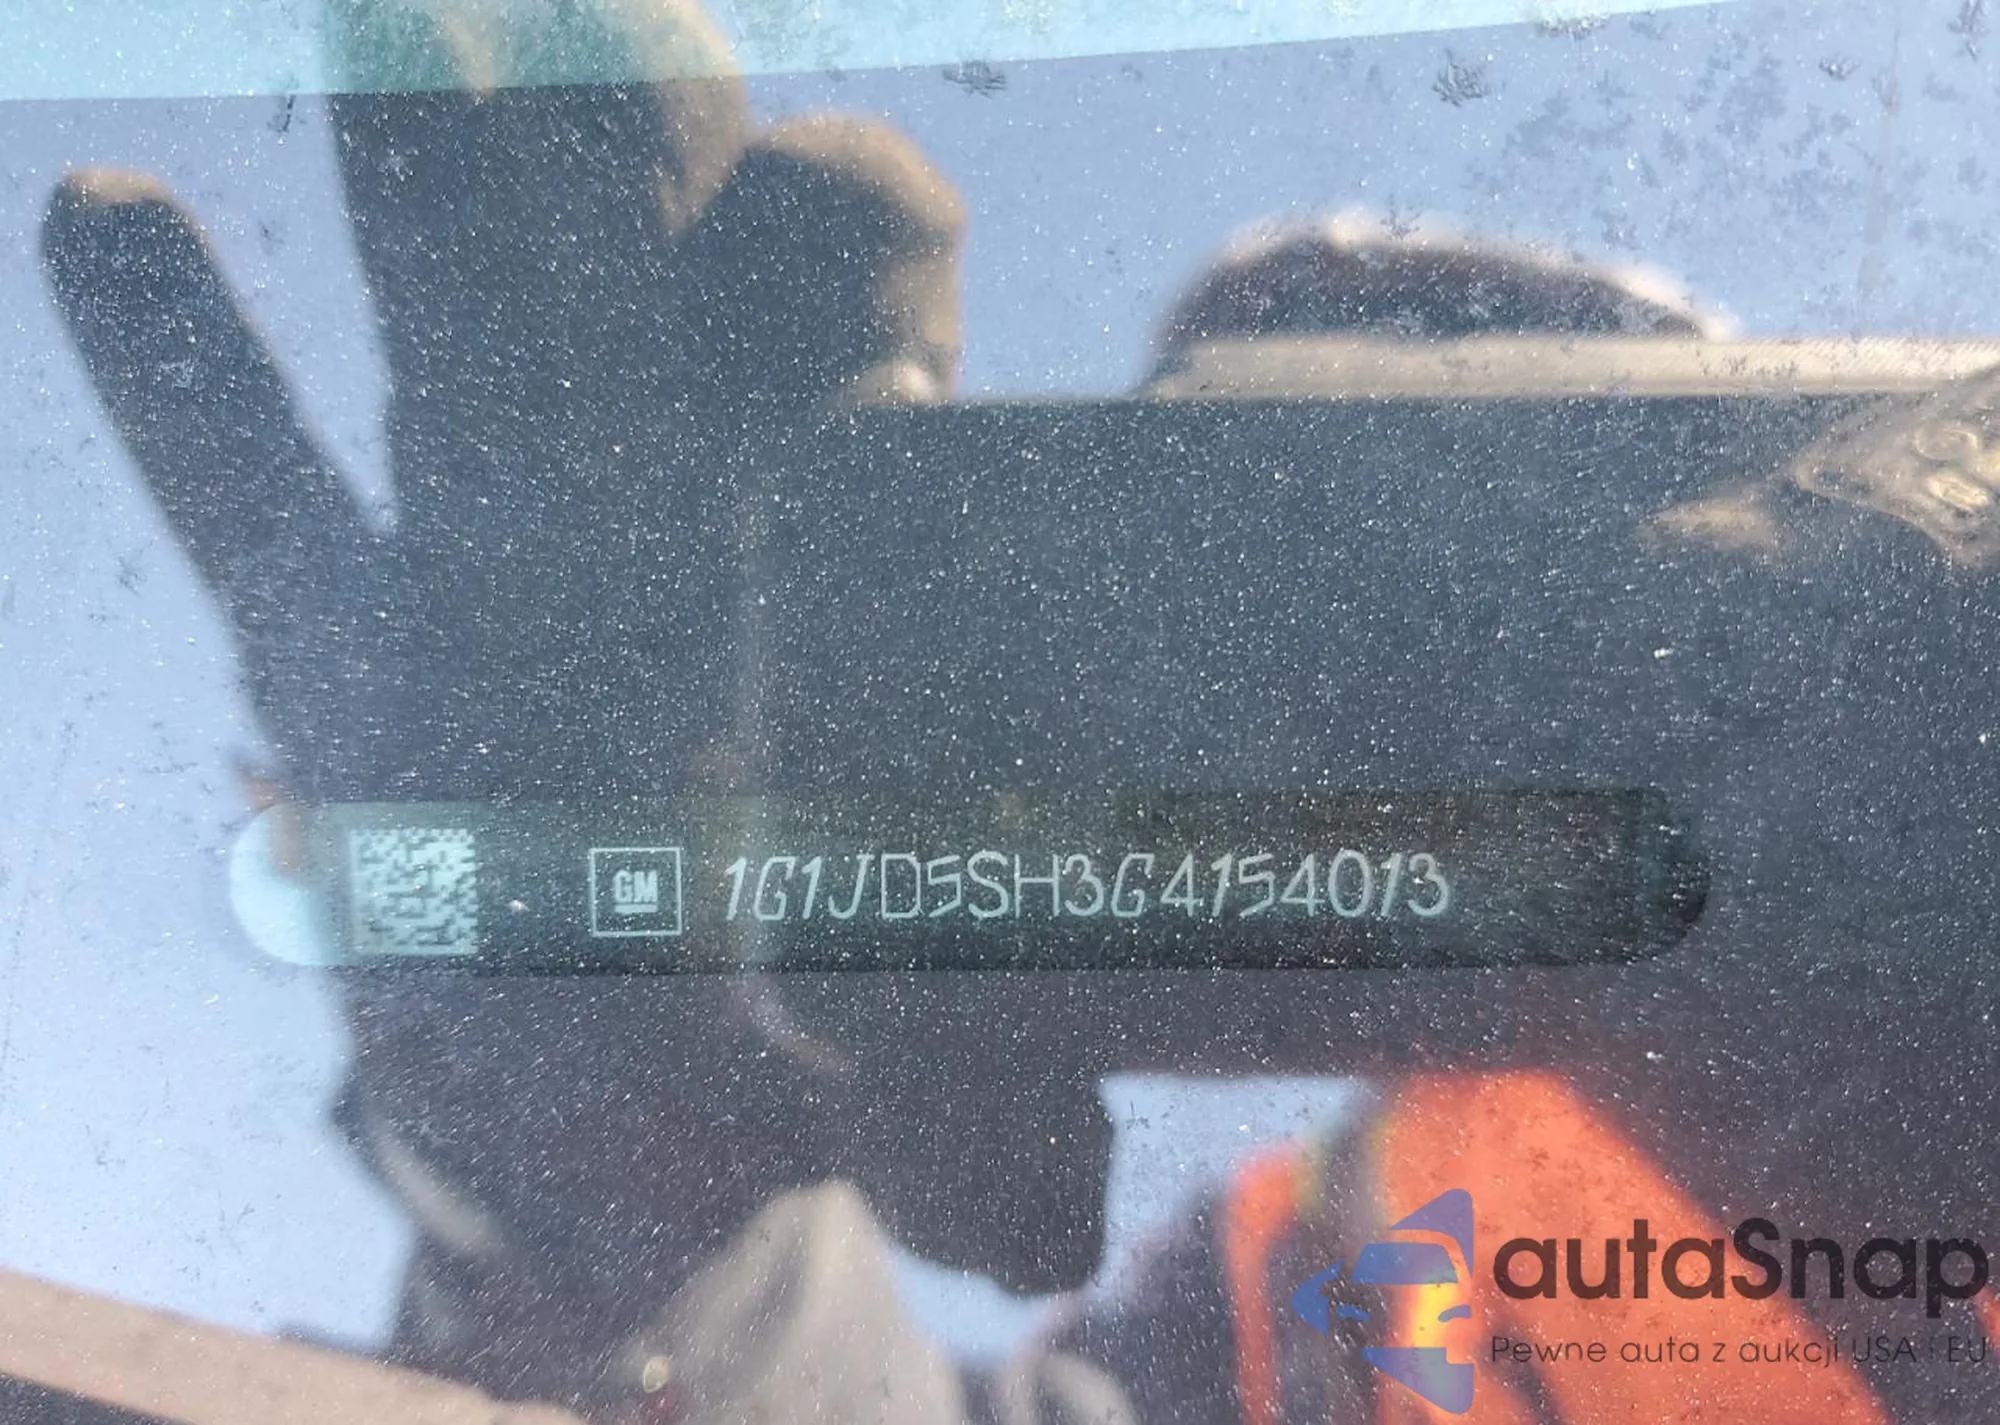 GM 1G1JD5SH3G4154013
autaSnap
Pewne auta z aukcji USA i EU